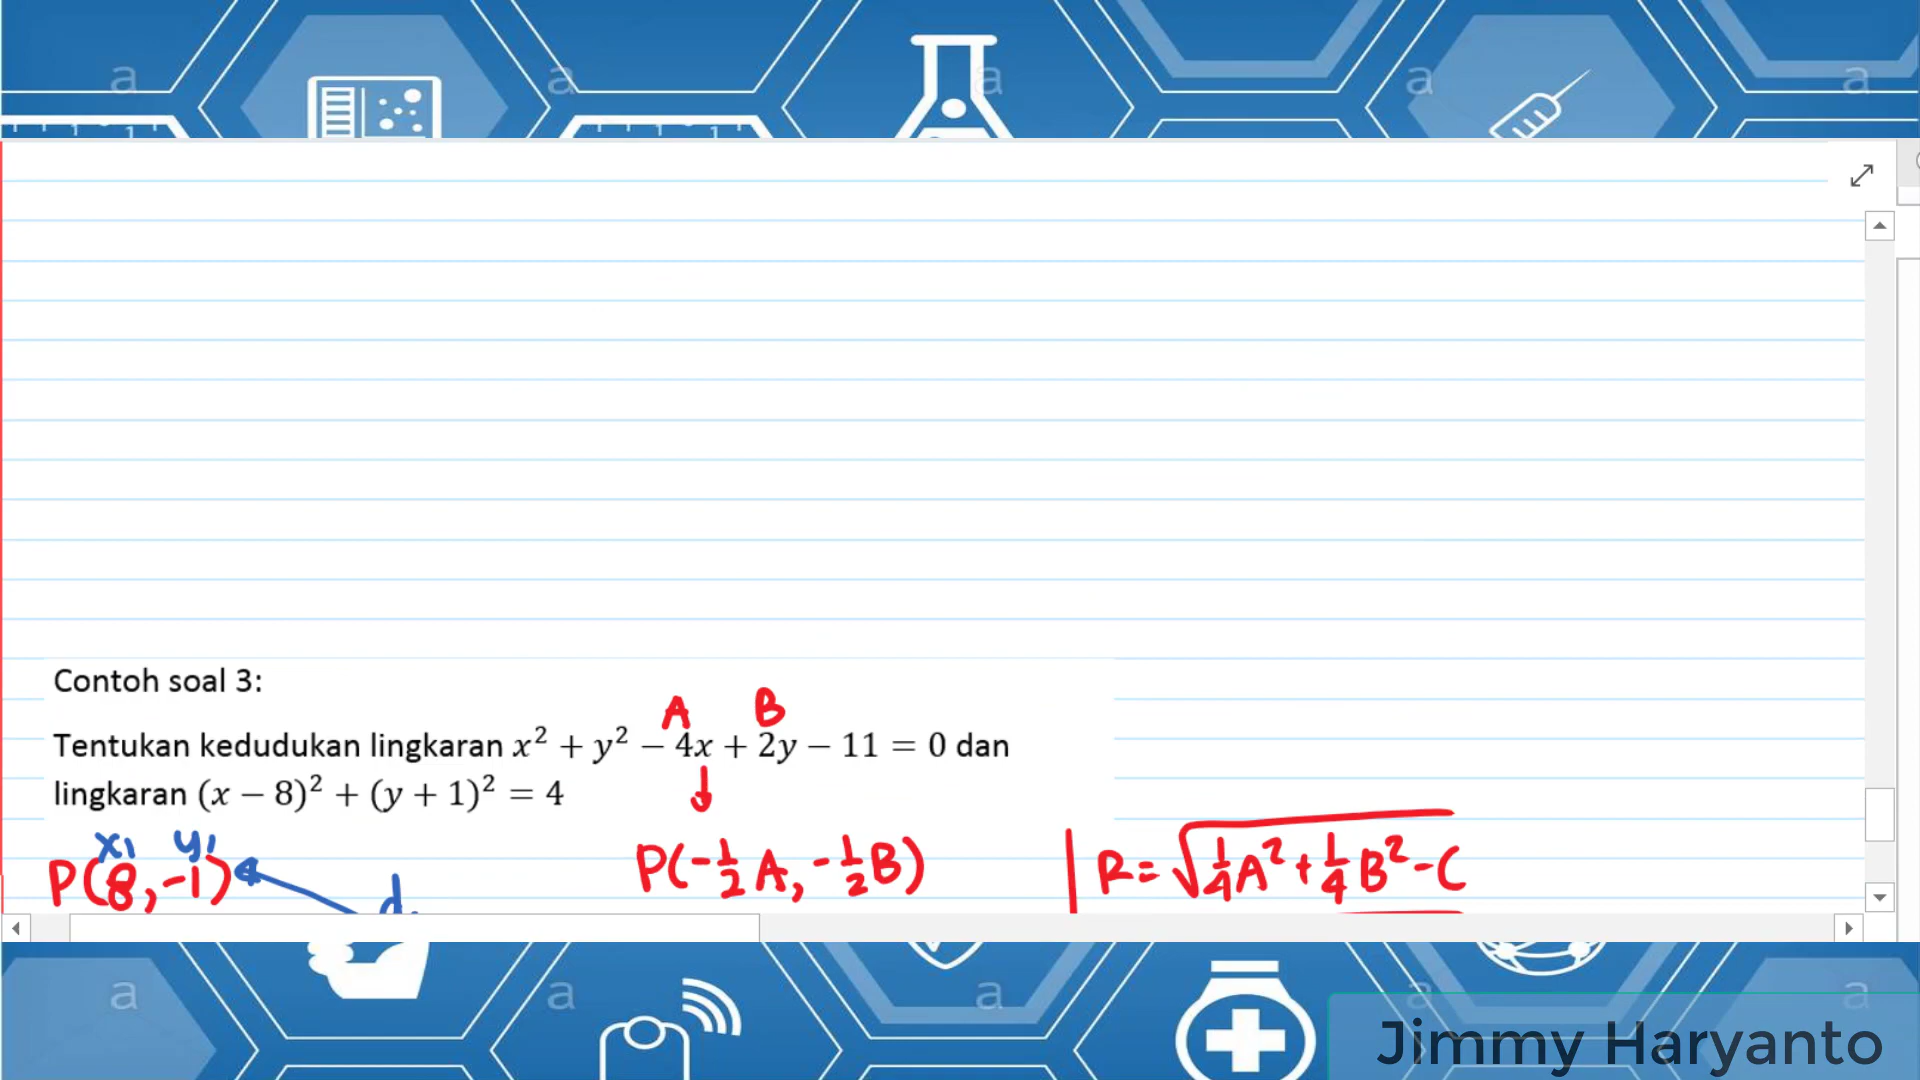 Contoh soal 3:
A B
Tentukan kedudukan lingkaran x² + y² − 4x + 2y − 11 = 0 dan
lingkaran (x − 8)² + (y + 1)² = 4
x₁ y₁
P(8, -1)
d
P(-½A, -½B)
R = √(¼A² + ¼B² - C)
a a a a a
a a a a a
Jimmy Haryanto